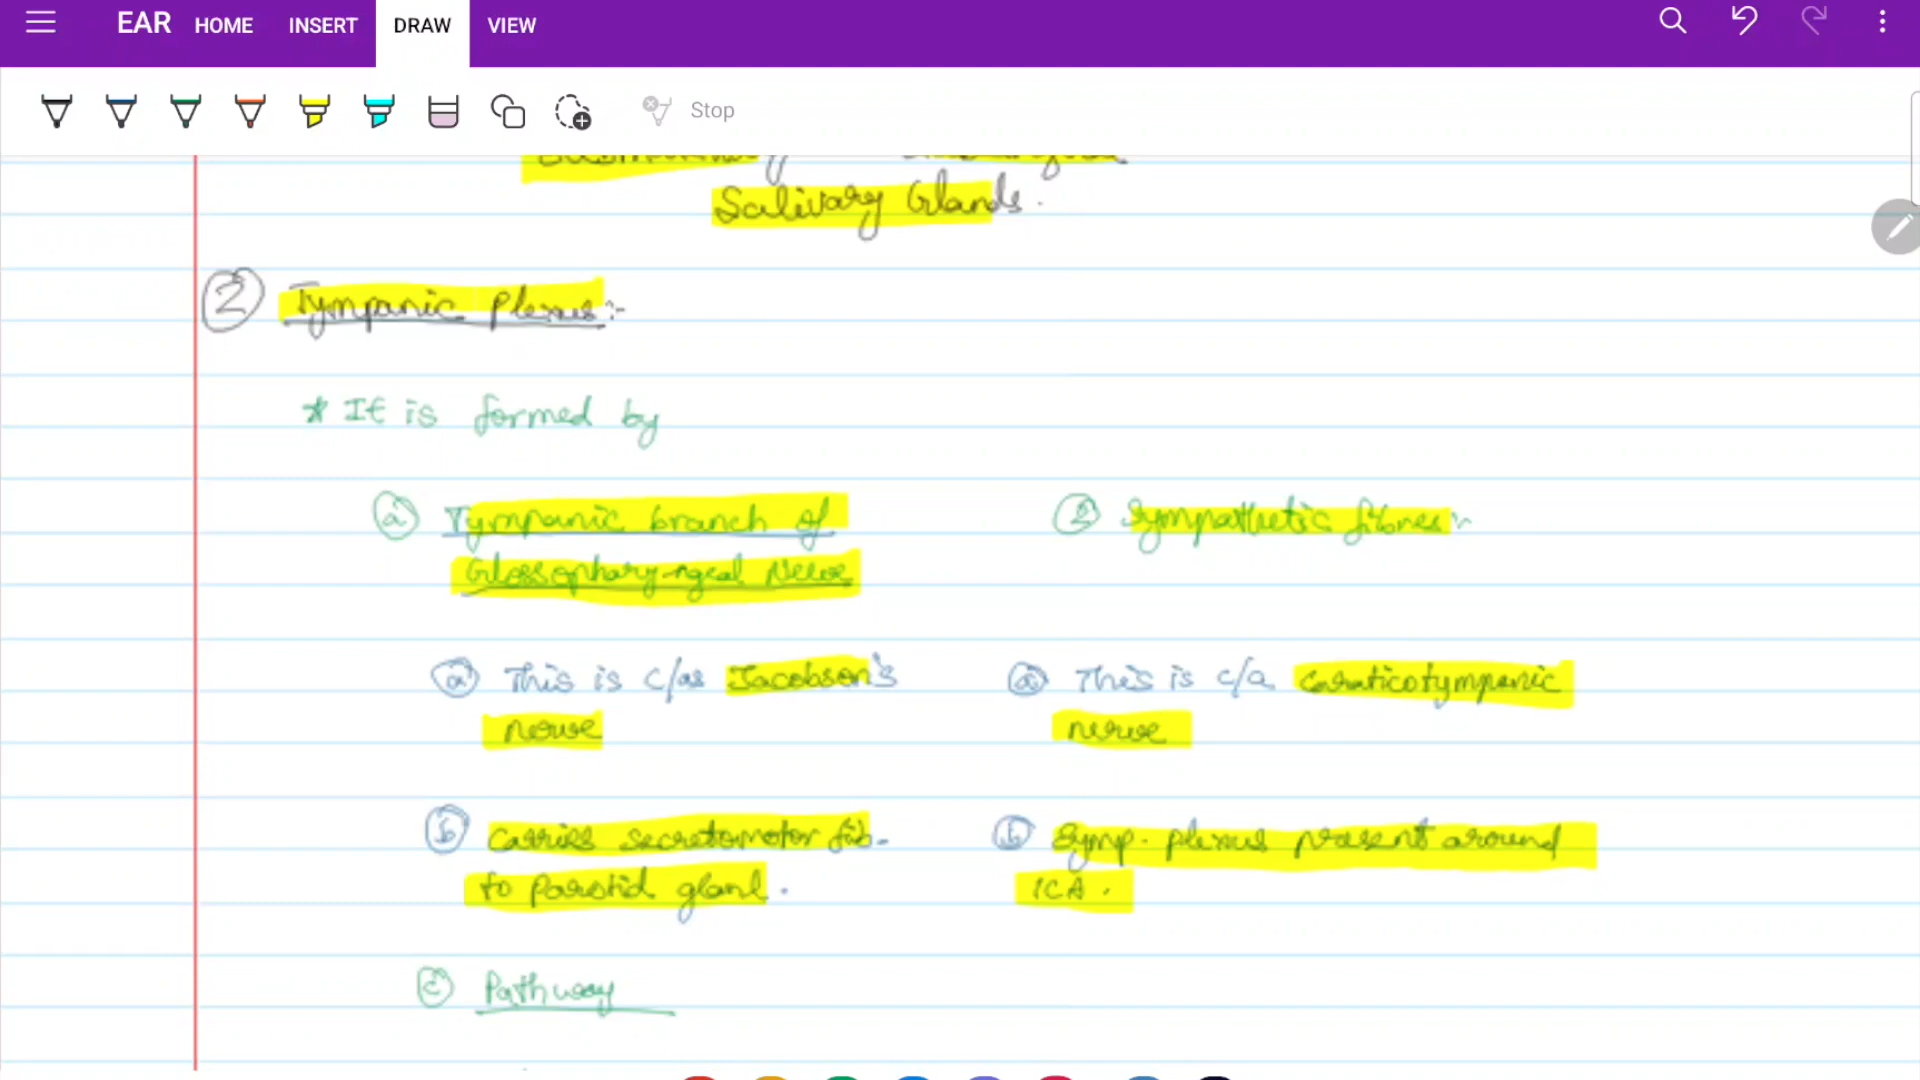 EAR HOME INSERT DRAW VIEW
Stop
Salivary Glands.
② Tympanic Plexus:-
* It is formed by
ⓐ Tympanic branch of
Glossopharyngeal Nerve
② Sympathetic fibres:-
ⓐ This is c/as Jacobson's
nerve
ⓐ This is c/a caroticotympanic
nerve
ⓑ Carries secretomotor fib.
to Parotid gland.
ⓑ Symp. plexus present around
ICA.
ⓒ Pathway